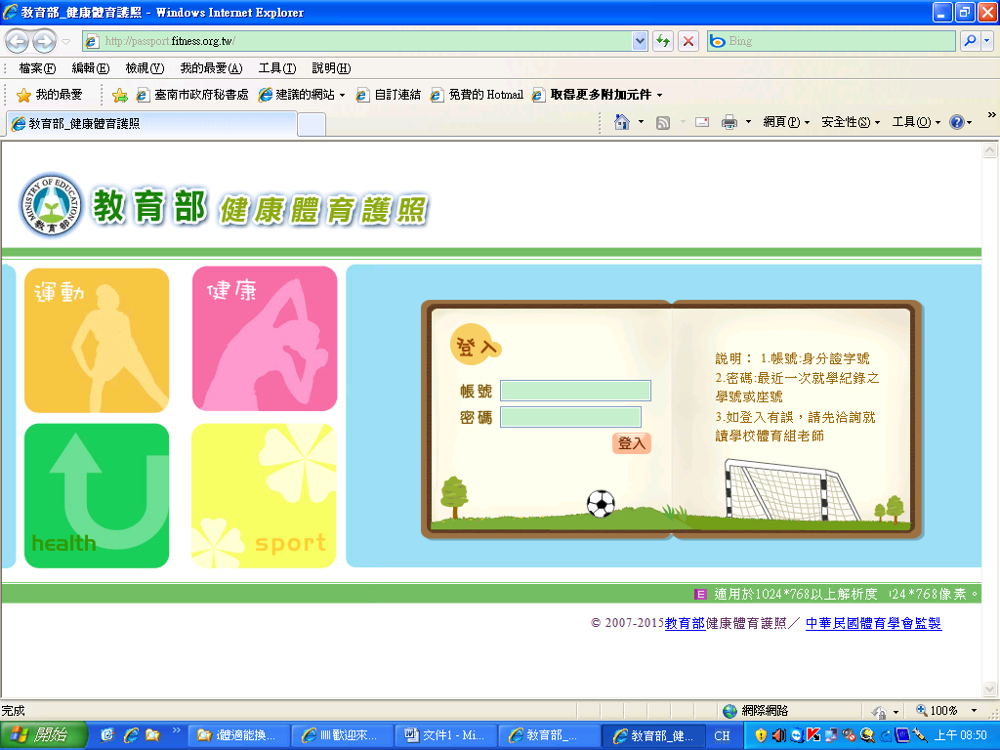 教育部_健康體育護照 - Windows Internet Explorer
http://passport.fitness.org.tw/
Bing
檔案(F) 編輯(E) 檢視(V) 我的最愛(A) 工具(T) 說明(H)
我的最愛 臺南市政府秘書處 建議的網站 自訂連結 免費的 Hotmail 取得更多附加元件
教育部_健康體育護照
網頁(P) 安全性(S) 工具(O) »
MINISTRY OF EDUCATION
教育部
教育部 健康體育護照
運動
健康
health
sport
登入
帳號
密碼
登入
說明： 1.帳號:身分證字號
2.密碼:最近一次就學紀錄之
學號或座號
3.如登入有誤，請先洽詢就
讀學校體育組老師
E 適用於1024*768以上解析度 024*768像素。
© 2007-2015教育部健康體育護照／ 中華民國體育學會監製
完成
網際網路
100%
開始
»
i體適能換...
歡迎來...
文件1 - Mi...
教育部_...
教育部_健...
CH
上午 08:50